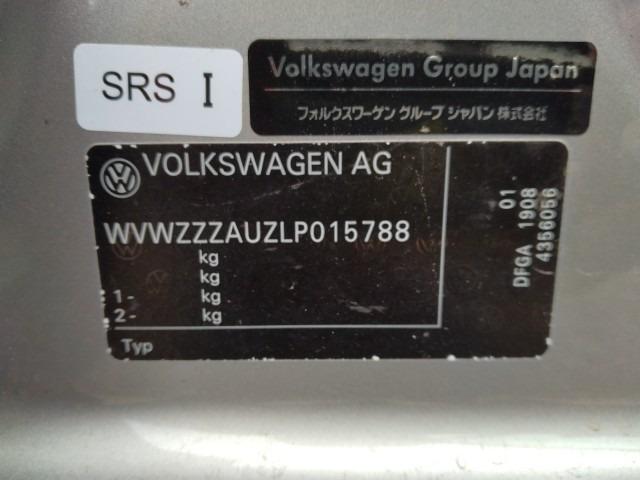 SRS I
Volkswagen Group Japan
フォルクスワーゲン グループ ジャパン 株式会社
VOLKSWAGEN AG
WVWZZZAUZLP015788
kg
kg
1- kg
2- kg
Typ
01
DFGA 1908
/4356056